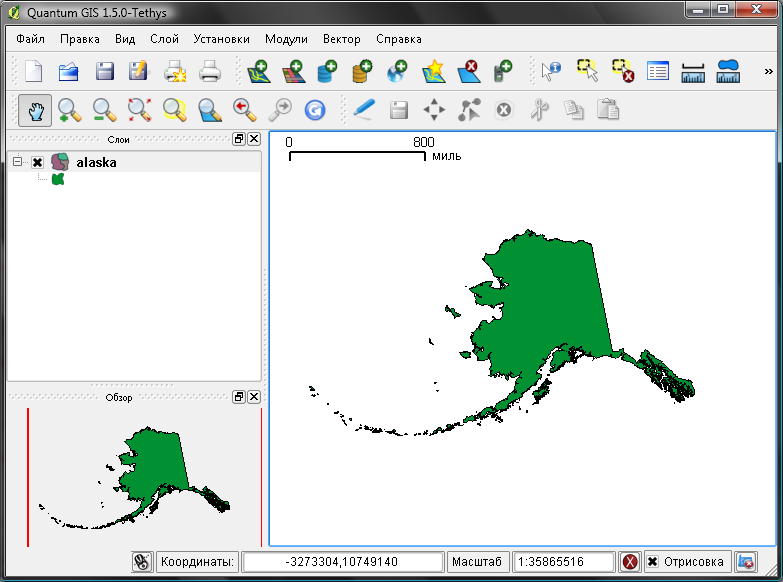 Quantum GIS 1.5.0-Tethys
Файл Правка Вид Слой Установки Модули Вектор Справка
»
Слои
alaska
Обзор
0 800
миль
Координаты: -3273304,10749140 Масштаб 1:35865516 Отрисовка